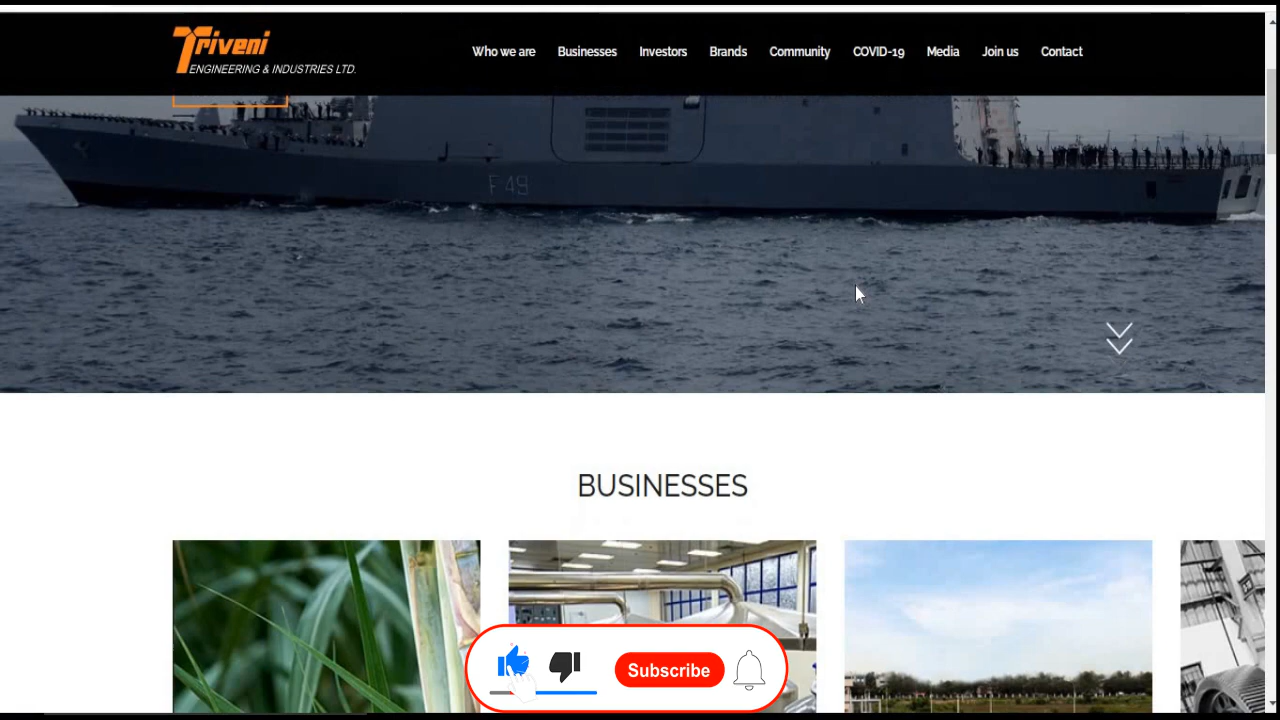 Triveni
ENGINEERING & INDUSTRIES LTD.
Who we are Businesses Investors Brands Community COVID-19 Media Join us Contact
F49
BUSINESSES
Subscribe